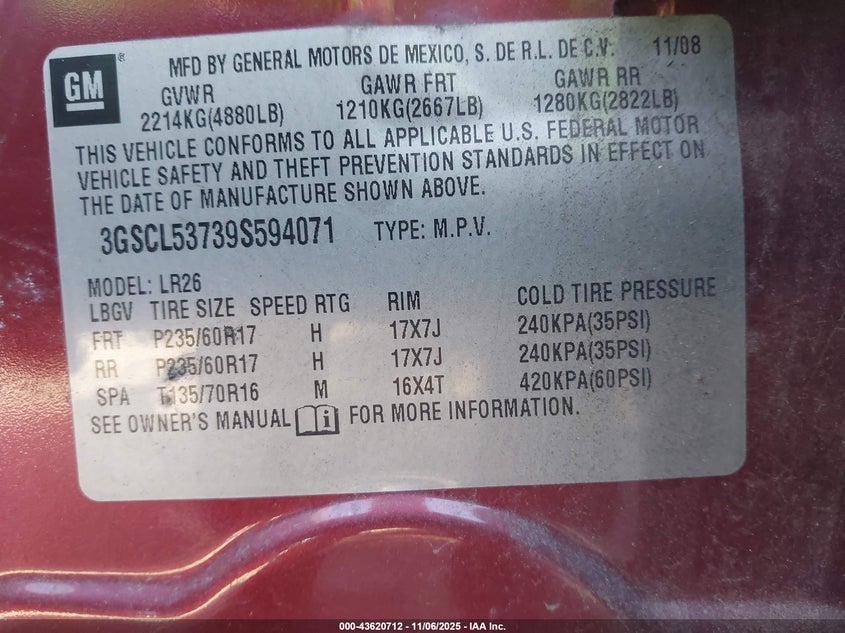 GM ®
MFD BY GENERAL MOTORS DE MEXICO, S. DE R.L. DE C.V. 11/08
GVWR GAWR FRT GAWR RR
2214KG(4880LB) 1210KG(2667LB) 1280KG(2822LB)
THIS VEHICLE CONFORMS TO ALL APPLICABLE U.S. FEDERAL MOTOR
VEHICLE SAFETY AND THEFT PREVENTION STANDARDS IN EFFECT ON
THE DATE OF MANUFACTURE SHOWN ABOVE.
3GSCL53739S594071 TYPE: M.P.V.
MODEL: LR26
LBGV TIRE SIZE SPEED RTG RIM COLD TIRE PRESSURE
FRT P235/60R17 H 17X7J 240KPA(35PSI)
RR P235/60R17 H 17X7J 240KPA(35PSI)
SPA T135/70R16 M 16X4T 420KPA(60PSI)
SEE OWNER'S MANUAL i FOR MORE INFORMATION.
000-43620712 - 11/06/2025 - IAA Inc.